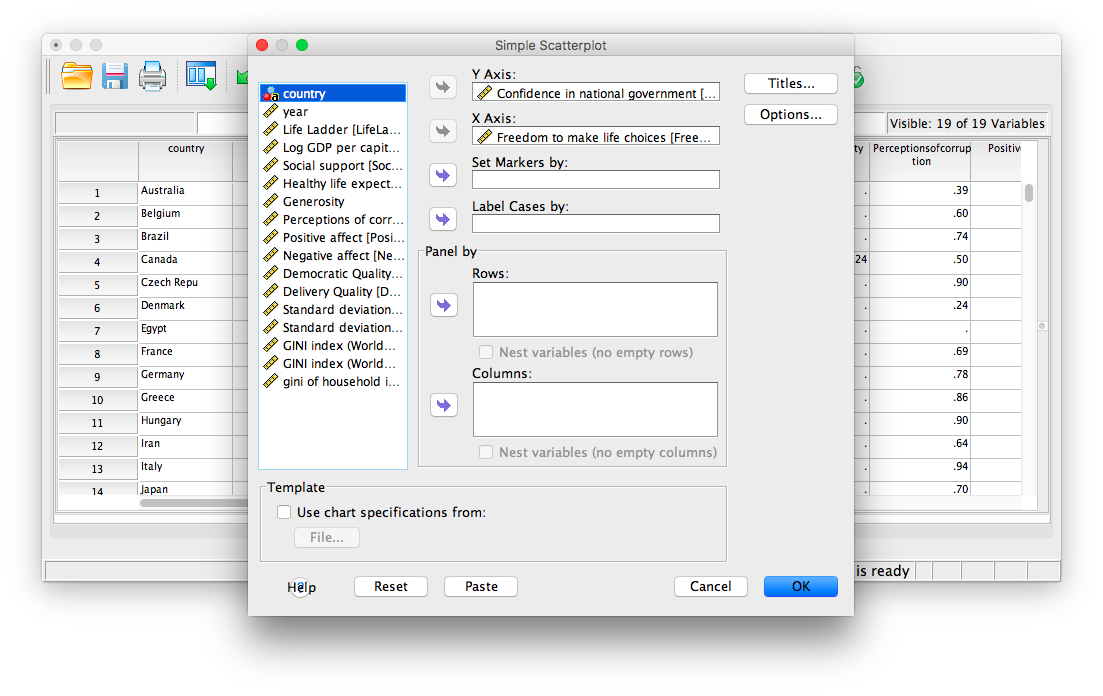 Simple Scatterplot
Visible: 19 of 19 Variables
country
ty
Perceptionsofcorrup
tion
Positiv
1 Australia . .39
2 Belgium . .60
3 Brazil . .74
4 Canada 24 .50
5 Czech Repu . .90
6 Denmark . .24
7 Egypt . .
8 France . .69
9 Germany . .78
10 Greece . .86
11 Hungary . .90
12 Iran . .64
13 Italy . .94
14 Japan . .70
is ready
country
year
Life Ladder [LifeLa...
Log GDP per capit...
Social support [Soc...
Healthy life expect...
Generosity
Perceptions of corr...
Positive affect [Posi...
Negative affect [Ne...
Democratic Quality...
Delivery Quality [D...
Standard deviation...
Standard deviation...
GINI index (World...
GINI index (World...
gini of household i...
Y Axis:
Confidence in national government [...
X Axis:
Freedom to make life choices [Free...
Set Markers by:
Label Cases by:
Panel by
Rows:
Nest variables (no empty rows)
Columns:
Nest variables (no empty columns)
Titles...
Options...
Template
Use chart specifications from:
File...
Help
Reset
Paste
Cancel
OK